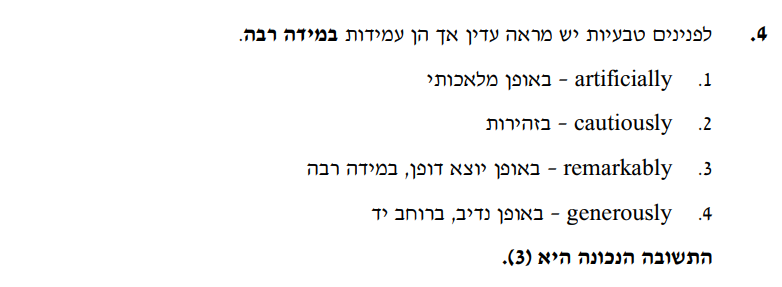 4. לפנינים טבעיות יש מראה עדין אך הן עמידות במידה רבה.
1. artificially – באופן מלאכותי
2. cautiously – בזהירות
3. remarkably – באופן יוצא דופן, במידה רבה
4. generously – באופן נדיב, ברוחב יד
התשובה הנכונה היא (3).